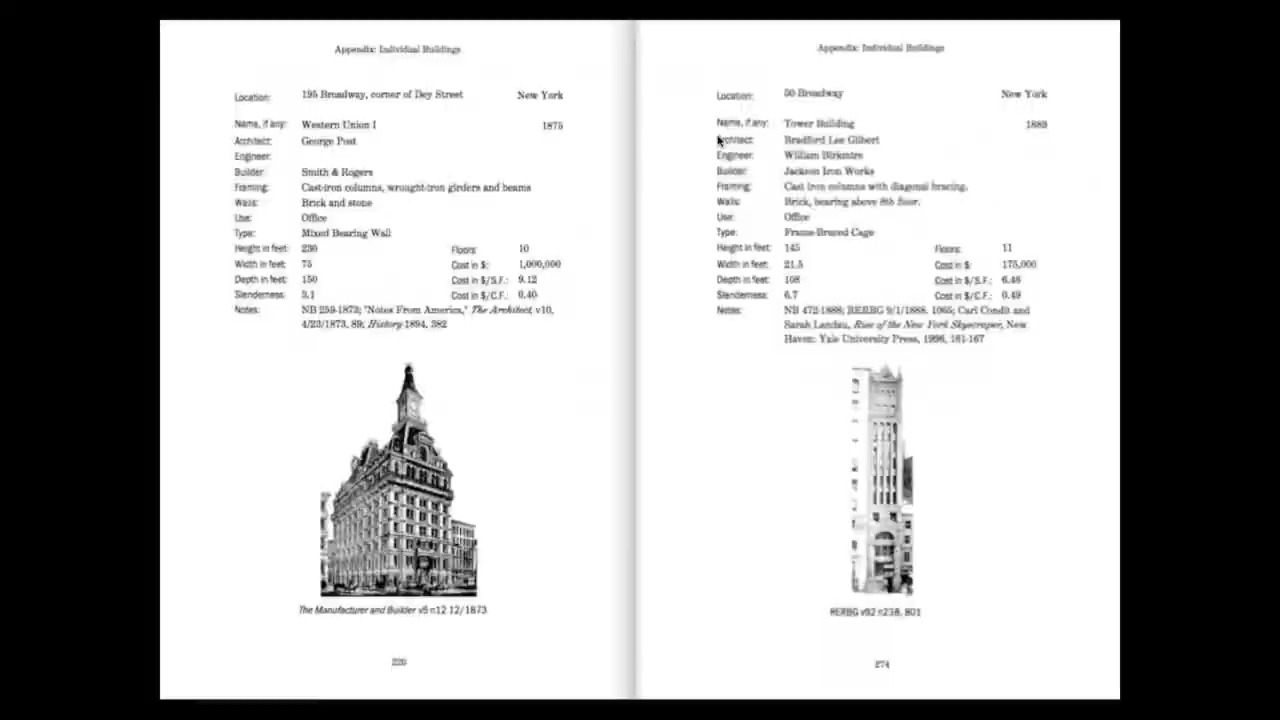 Appendix: Individual Buildings
Location: 195 Broadway, corner of Dey Street New York
Name, if any: Western Union I 1875
Architect: George Post
Engineer:
Builder: Smith & Rogers
Framing: Cast-iron columns, wrought-iron girders and beams
Walls: Brick and stone
Use: Office
Type: Mixed Bearing Wall
Height in feet: 230 Floors: 10
Width in feet: 75 Cost in $: 1,000,000
Depth in feet: 150 Cost in $/S.F.: 9.12
Slenderness: 3.1 Cost in $/C.F.: 0.40
Notes: NB 259-1873; "Notes From America," The Architect, v10,
4/23/1873, 89; History 1894, 382
The Manufacturer and Builder v5 n12 12/1873
220
Appendix: Individual Buildings
Location: 50 Broadway New York
Name, if any: Tower Building 1889
Architect: Bradford Lee Gilbert
Engineer: William Birkmire
Builder: Jackson Iron Works
Framing: Cast iron columns with diagonal bracing.
Walls: Brick, bearing above 8th floor.
Use: Office
Type: Frame-Braced Cage
Height in feet: 145 Floors: 11
Width in feet: 21.5 Cost in $: 175,000
Depth in feet: 108 Cost in $/S.F.: 6.48
Slenderness: 6.7 Cost in $/C.F.: 0.49
Notes: NB 472-1888; RERBG 9/1/1888, 1065; Carl Condit and
Sarah Landau, Rise of the New York Skyscraper, New
Haven: Yale University Press, 1996, 161-167
RERBG v62 n238, 801
274